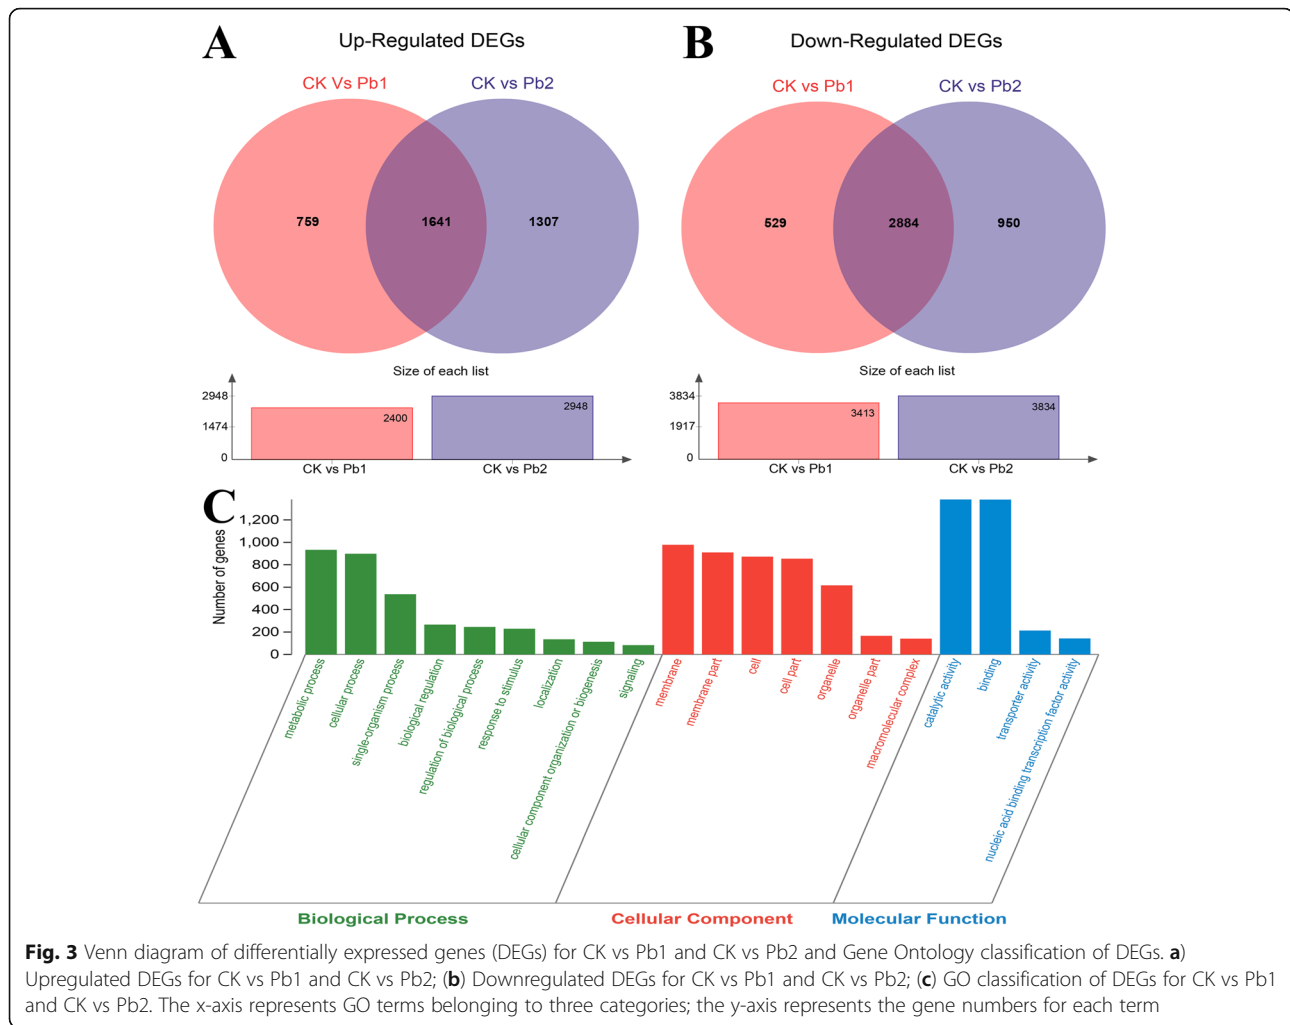 A
Up-Regulated DEGs
CK Vs Pb1
CK vs Pb2
759
1641
1307
Size of each list
2948
1474
0
2400
2948
CK vs Pb1
CK vs Pb2
B
Down-Regulated DEGs
CK vs Pb1
CK vs Pb2
529
2884
950
Size of each list
3834
1917
0
3413
3834
CK vs Pb1
CK vs Pb2
C
Number of genes
1,200
1,000
800
600
400
200
0
metabolic process
cellular process
single-organism process
biological regulation
regulation of biological process
response to stimulus
localization
cellular component organization or biogenesis
signaling
membrane
membrane part
cell
cell part
organelle
organelle part
macromolecular complex
catalytic activity
binding
transporter activity
nucleic acid binding transcription factor activity
Biological Process
Cellular Component
Molecular Function
Fig. 3 Venn diagram of differentially expressed genes (DEGs) for CK vs Pb1 and CK vs Pb2 and Gene Ontology classification of DEGs. a)
Upregulated DEGs for CK vs Pb1 and CK vs Pb2; (b) Downregulated DEGs for CK vs Pb1 and CK vs Pb2; (c) GO classification of DEGs for CK vs Pb1
and CK vs Pb2. The x-axis represents GO terms belonging to three categories; the y-axis represents the gene numbers for each term